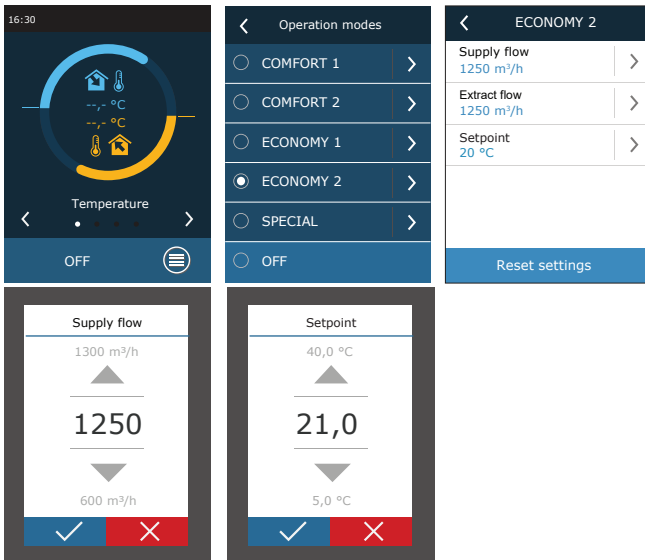 16:30
--,- °C
--,- °C
Temperature
OFF
Operation modes
COMFORT 1
COMFORT 2
ECONOMY 1
ECONOMY 2
SPECIAL
OFF
ECONOMY 2
Supply flow
1250 m³/h
Extract flow
1250 m³/h
Setpoint
20 °C
Reset settings
Supply flow
1300 m³/h
1250
600 m³/h
Setpoint
40,0 °C
21,0
5,0 °C